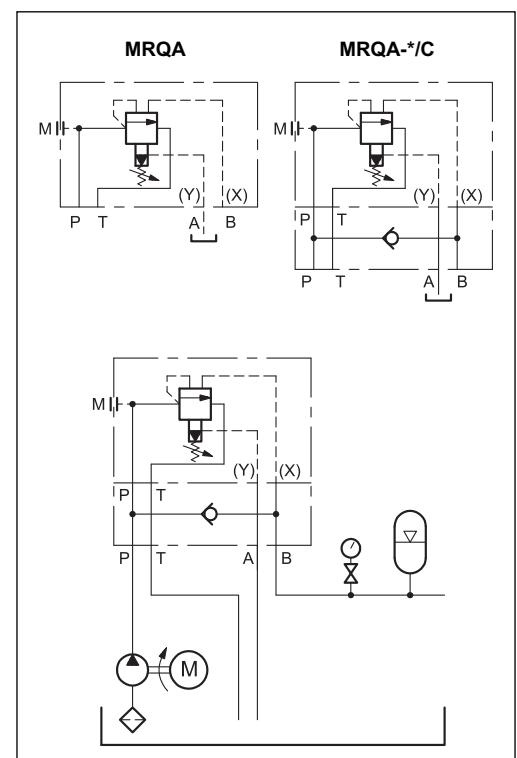 MRQA MRQA-*/C
M M
(Y) (X) (Y) (X)
P T A B P T
P T A B
M
(Y) (X)
P T
P T A B
M